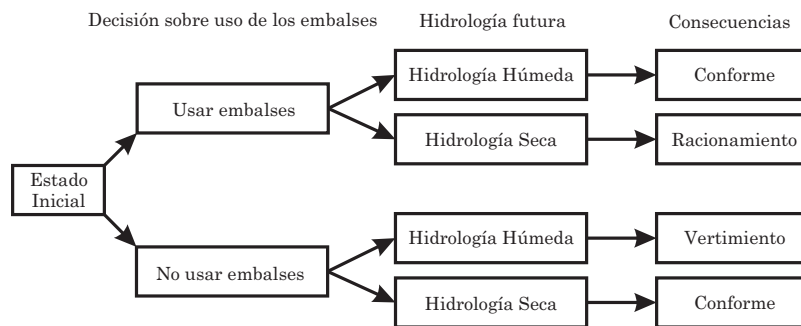 Decisión sobre uso de los embalses
Hidrología futura
Consecuencias
Estado
Inicial
Usar embalses
Hidrología Húmeda
Conforme
Hidrología Seca
Racionamiento
No usar embalses
Hidrología Húmeda
Vertimiento
Hidrología Seca
Conforme